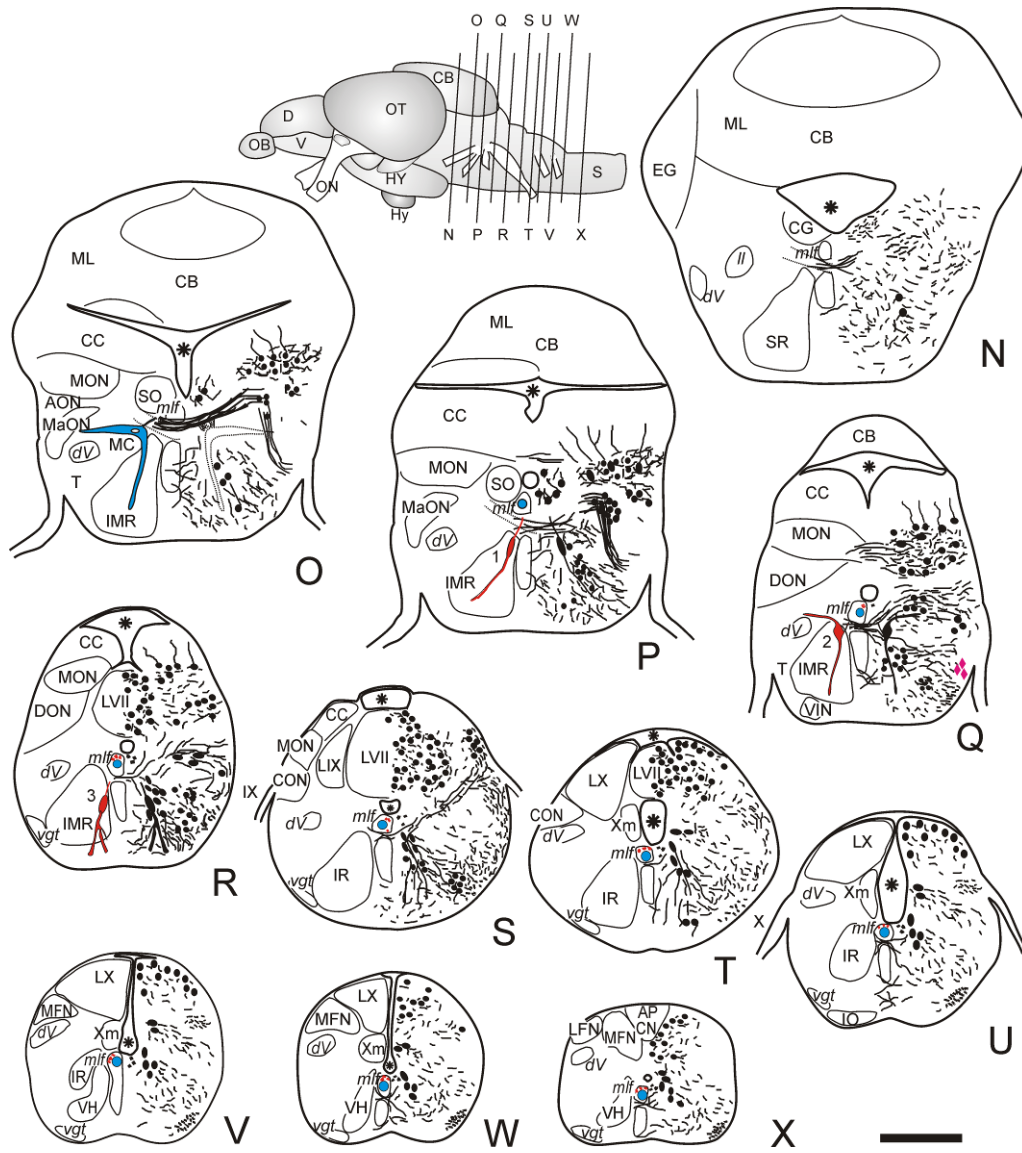 O Q S U W
CB
OT
D
V
OB
ON
HY
Hy
S
N P R T V X
ML
CB
EG
*
CG
mlf
ll
dV
SR
N
ML
CB
CC
*
MON
SO
AON
mlf
MaON
MC
dV
T
IMR
O
ML
CB
*
CC
MON
SO
MaON
mlf
dV
1
IMR
P
CB
*
CC
MON
DON
mlf
dV
2
T
IMR
VIN
Q
*
CC
MON
LVII
DON
mlf
dV
3
IMR
vgt
R
*
CC
MON
LIX
LVII
CON
IX
*
mlf
dV
IR
vgt
S
*
LX
LVII
CON
Xm
*
dV
mlf
IR
vgt
X
T
LX
*
dV
Xm
mlf
IR
vgt
IO
U
LX
MFN
dV
Xm
*
mlf
IR
VH
vgt
V
LX
MFN
dV
Xm
*
mlf
VH
vgt
W
AP
LFN
CN
MFN
dV
mlf
VH
vgt
X